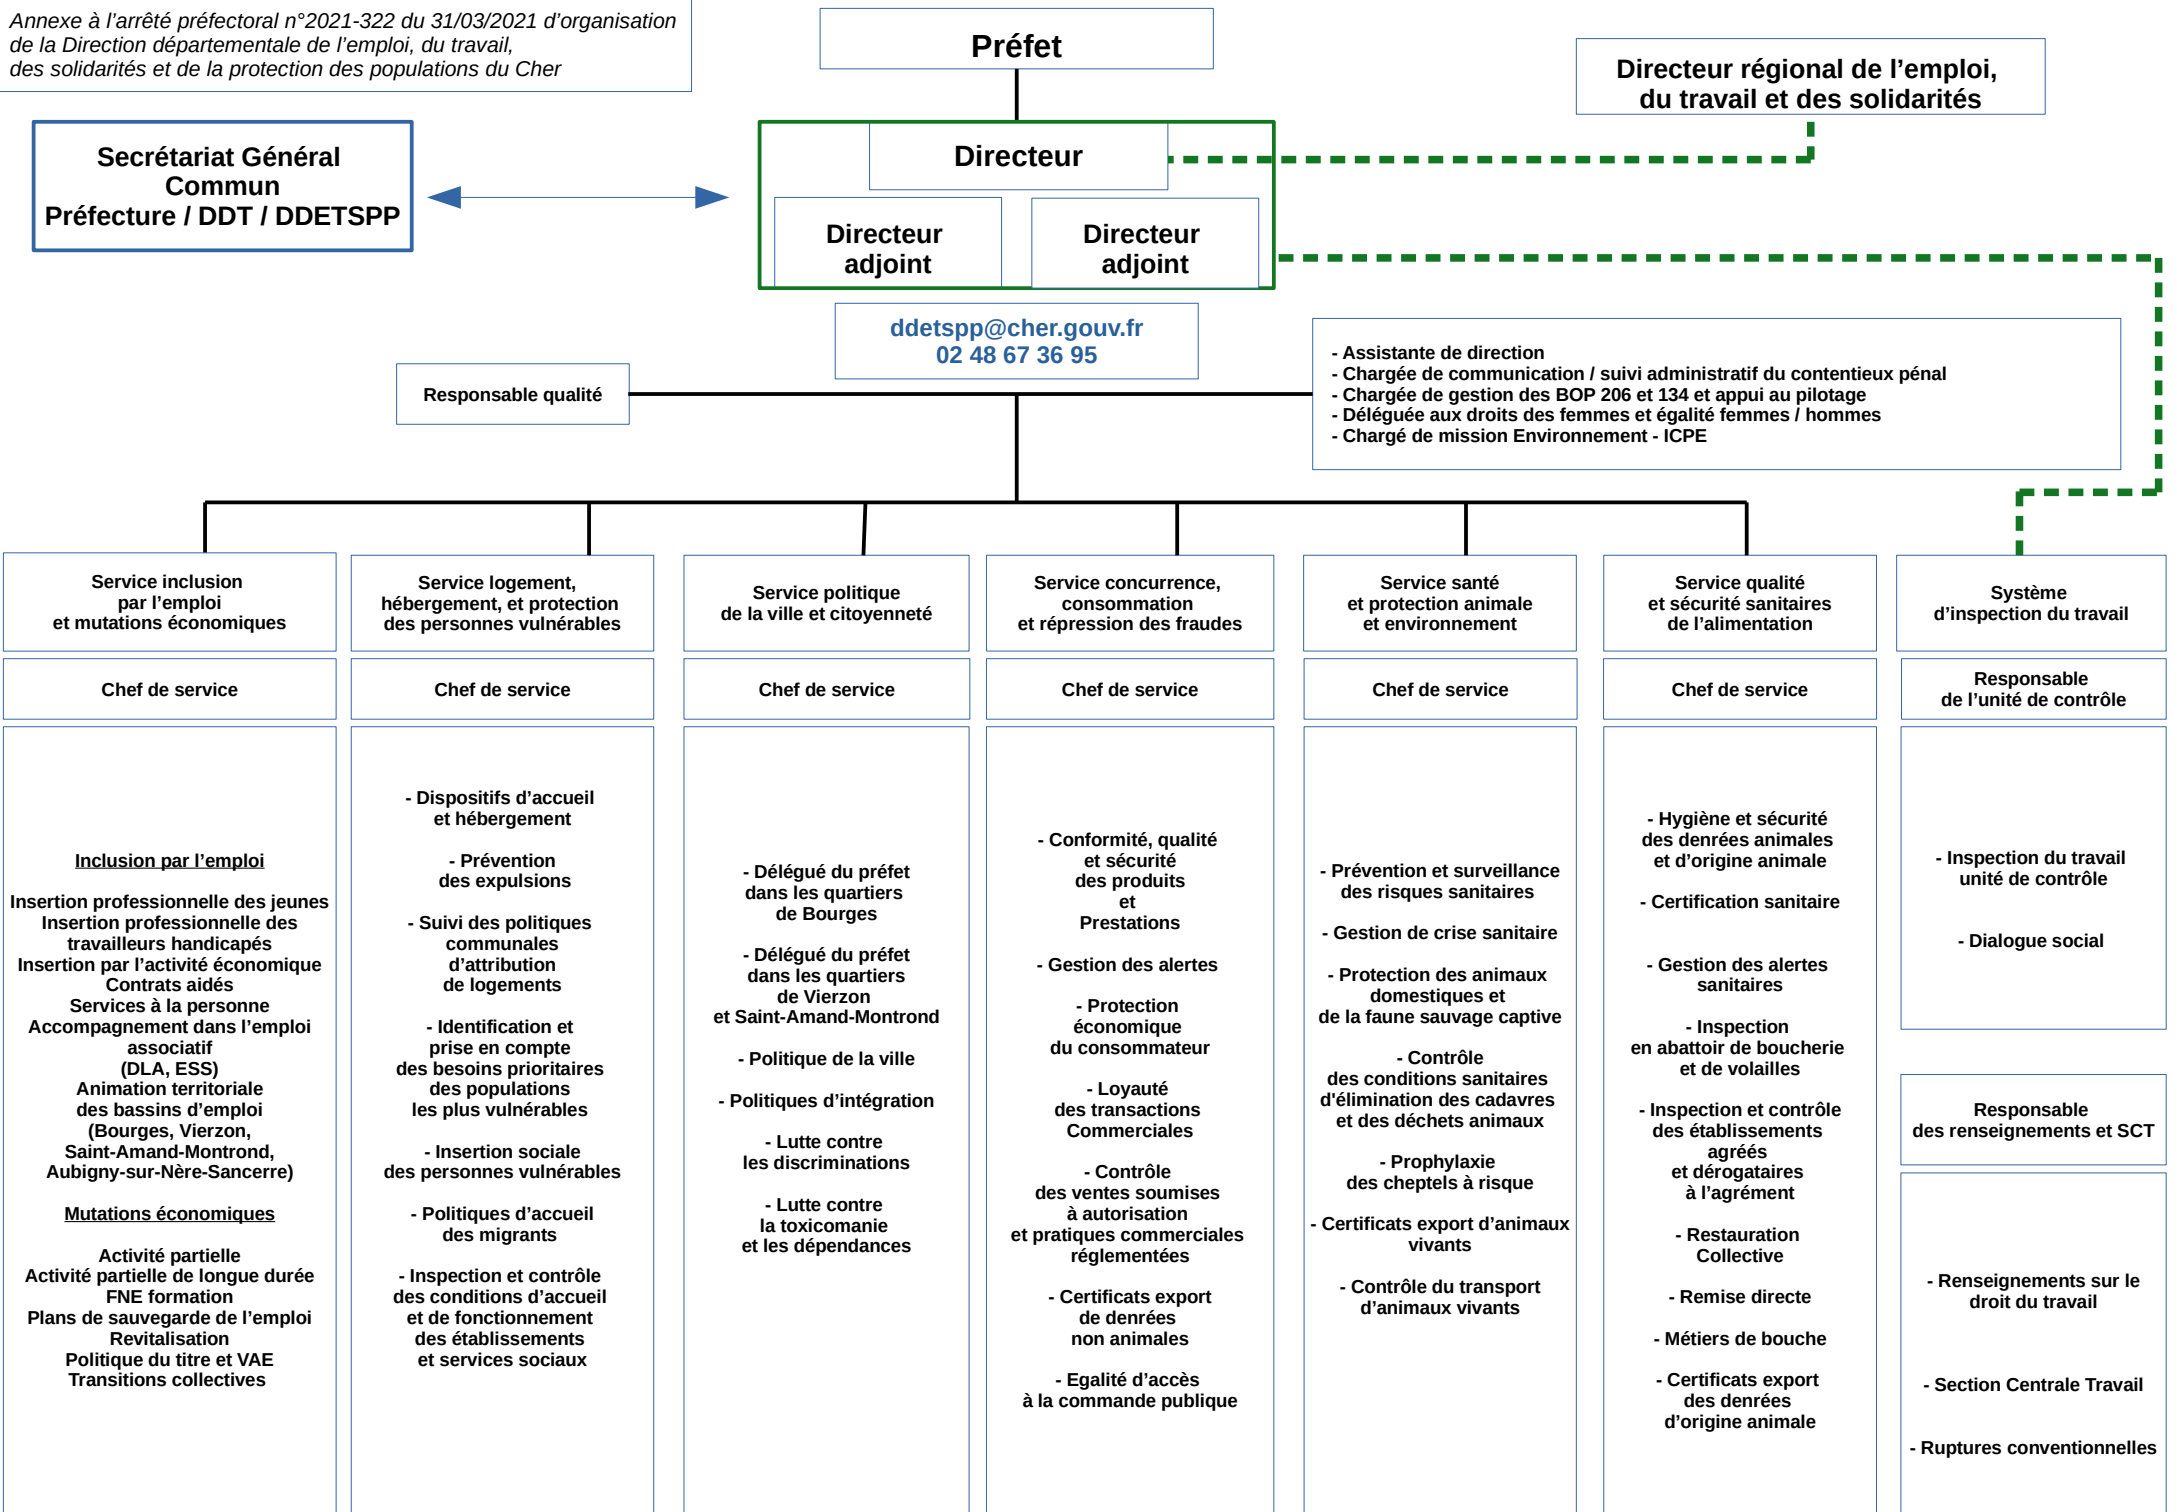 Annexe à l’arrêté préfectoral n°2021-322 du 31/03/2021 d’organisation
de la Direction départementale de l’emploi, du travail,
des solidarités et de la protection des populations du Cher
Préfet
Directeur régional de l’emploi,
du travail et des solidarités
Secrétariat Général
Commun
Préfecture / DDT / DDETSPP
Directeur
Directeur
adjoint
Directeur
adjoint
ddetspp@cher.gouv.fr
02 48 67 36 95
Responsable qualité
- Assistante de direction
- Chargée de communication / suivi administratif du contentieux pénal
- Chargée de gestion des BOP 206 et 134 et appui au pilotage
- Déléguée aux droits des femmes et égalité femmes / hommes
- Chargé de mission Environnement - ICPE
Service inclusion
par l’emploi
et mutations économiques
Chef de service
Inclusion par l’emploi
Insertion professionnelle des jeunes
Insertion professionnelle des
travailleurs handicapés
Insertion par l’activité économique
Contrats aidés
Services à la personne
Accompagnement dans l’emploi
associatif
(DLA, ESS)
Animation territoriale
des bassins d’emploi
(Bourges, Vierzon,
Saint-Amand-Montrond,
Aubigny-sur-Nère-Sancerre)
Mutations économiques
Activité partielle
Activité partielle de longue durée
FNE formation
Plans de sauvegarde de l’emploi
Revitalisation
Politique du titre et VAE
Transitions collectives
Service logement,
hébergement, et protection
des personnes vulnérables
Chef de service
- Dispositifs d’accueil
et hébergement
- Prévention
des expulsions
- Suivi des politiques
communales
d’attribution
de logements
- Identification et
prise en compte
des besoins prioritaires
des populations
les plus vulnérables
- Insertion sociale
des personnes vulnérables
- Politiques d’accueil
des migrants
- Inspection et contrôle
des conditions d’accueil
et de fonctionnement
des établissements
et services sociaux
Service politique
de la ville et citoyenneté
Chef de service
- Délégué du préfet
dans les quartiers
de Bourges
- Délégué du préfet
dans les quartiers
de Vierzon
et Saint-Amand-Montrond
- Politique de la ville
- Politiques d’intégration
- Lutte contre
les discriminations
- Lutte contre
la toxicomanie
et les dépendances
Service concurrence,
consommation
et répression des fraudes
Chef de service
- Conformité, qualité
et sécurité
des produits
et
Prestations
- Gestion des alertes
- Protection
économique
du consommateur
- Loyauté
des transactions
Commerciales
- Contrôle
des ventes soumises
à autorisation
et pratiques commerciales
réglementées
- Certificats export
de denrées
non animales
- Egalité d’accès
à la commande publique
Service santé
et protection animale
et environnement
Chef de service
- Prévention et surveillance
des risques sanitaires
- Gestion de crise sanitaire
- Protection des animaux
domestiques et
de la faune sauvage captive
- Contrôle
des conditions sanitaires
d'élimination des cadavres
et des déchets animaux
- Prophylaxie
des cheptels à risque
- Certificats export d’animaux
vivants
- Contrôle du transport
d’animaux vivants
Service qualité
et sécurité sanitaires
de l’alimentation
Chef de service
- Hygiène et sécurité
des denrées animales
et d’origine animale
- Certification sanitaire
- Gestion des alertes
sanitaires
- Inspection
en abattoir de boucherie
et de volailles
- Inspection et contrôle
des établissements
agréés
et dérogataires
à l’agrément
- Restauration
Collective
- Remise directe
- Métiers de bouche
- Certificats export
des denrées
d’origine animale
Système
d’inspection du travail
Responsable
de l’unité de contrôle
- Inspection du travail
unité de contrôle
- Dialogue social
Responsable
des renseignements et SCT
- Renseignements sur le
droit du travail
- Section Centrale Travail
- Ruptures conventionnelles